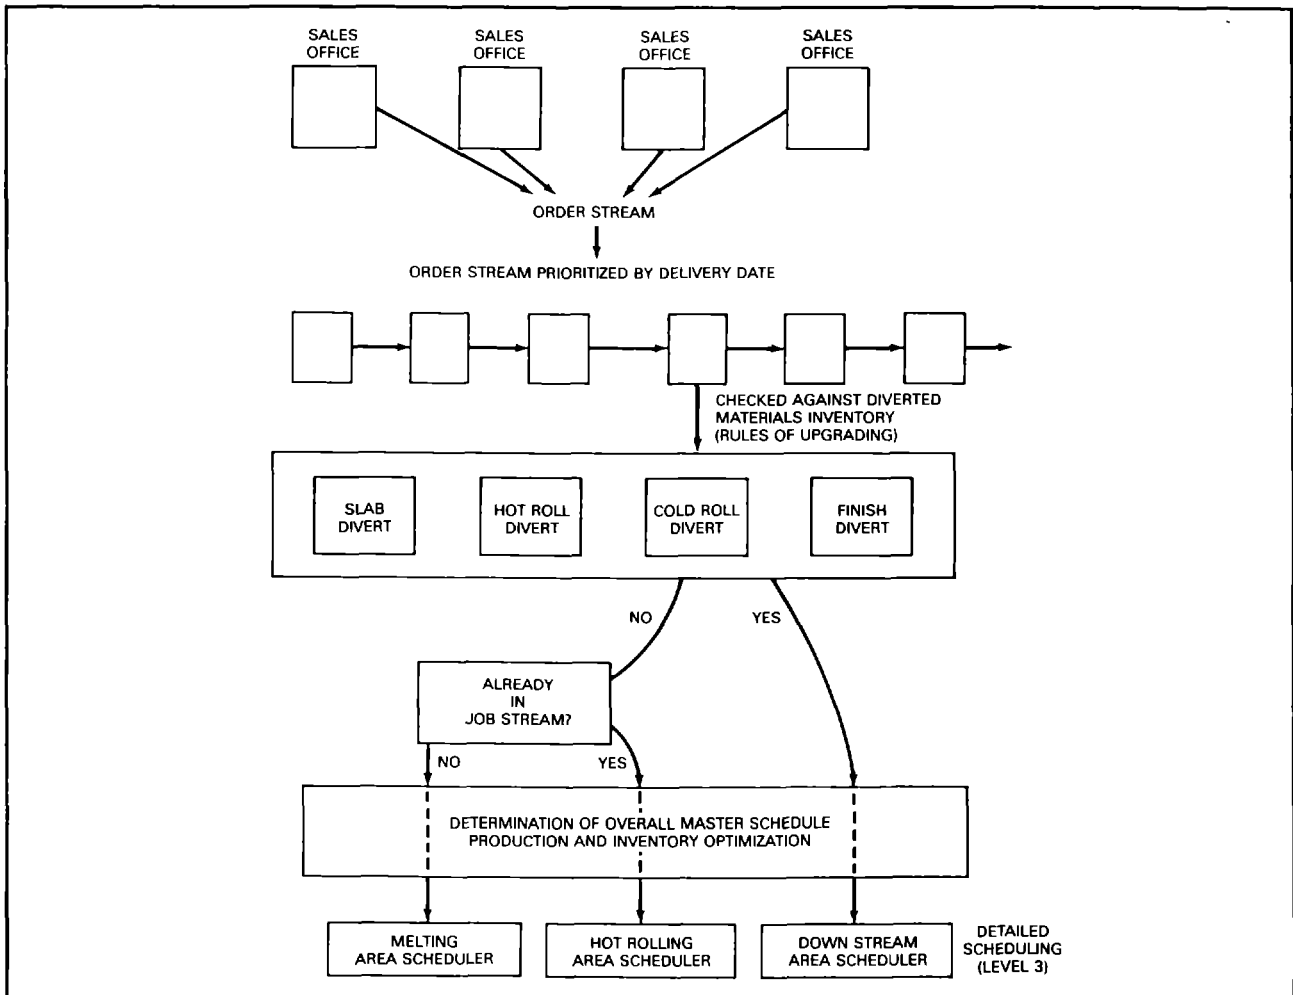 SALES
OFFICE
SALES
OFFICE
SALES
OFFICE
SALES
OFFICE
ORDER STREAM
ORDER STREAM PRIORITIZED BY DELIVERY DATE
CHECKED AGAINST DIVERTED
MATERIALS INVENTORY
(RULES OF UPGRADING)
SLAB
DIVERT
HOT ROLL
DIVERT
COLD ROLL
DIVERT
FINISH
DIVERT
NO
YES
ALREADY
IN
JOB STREAM?
NO
YES
DETERMINATION OF OVERALL MASTER SCHEDULE
PRODUCTION AND INVENTORY OPTIMIZATION
MELTING
AREA SCHEDULER
HOT ROLLING
AREA SCHEDULER
DOWN STREAM
AREA SCHEDULER
DETAILED
SCHEDULING
(LEVEL 3)